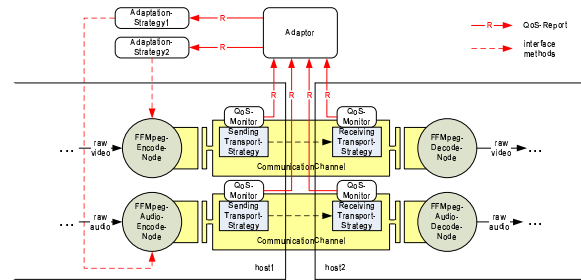 Adaptation-
Strategy1
R
Adaptor
R
QoS-Report
Adaptation-
Strategy2
R
interface
methods
R
R
R
R
QoS-
Monitor
QoS-
Monitor
... raw
video
FFMpeg-
Encode-
Node
Sending
Transport-
Strategy
Receiving
Transport-
Strategy
FFMpeg-
Decode-
Node
raw
video ...
CommunicationChannel
QoS-
Monitor
QoS-
Monitor
... raw
audio
FFMpeg-
Audio-
Encode-
Node
Sending
Transport-
Strategy
Receiving
Transport-
Strategy
FFMpeg-
Audio-
Decode-
Node
raw
audio ...
CommunicationChannel
host1
host2